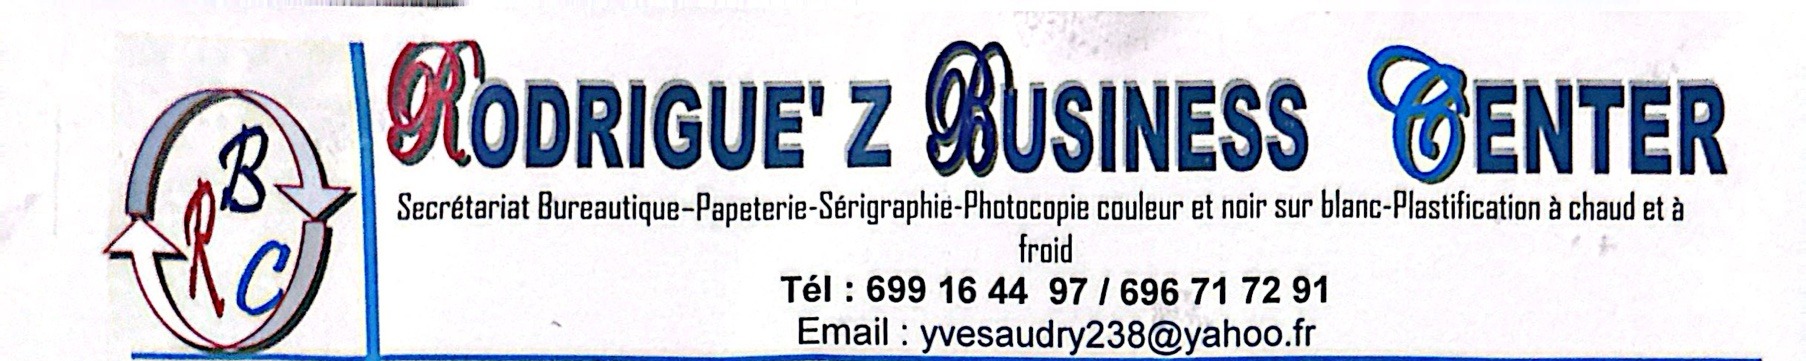 RODRIGUE' Z BUSINESS CENTER
B
R
C
Secrétariat Bureautique–Papeterie-Sérigraphie-Photocopie couleur et noir sur blanc-Plastification à chaud et à
froid
Tél : 699 16 44 97 / 696 71 72 91
Email : yvesaudry238@yahoo.fr